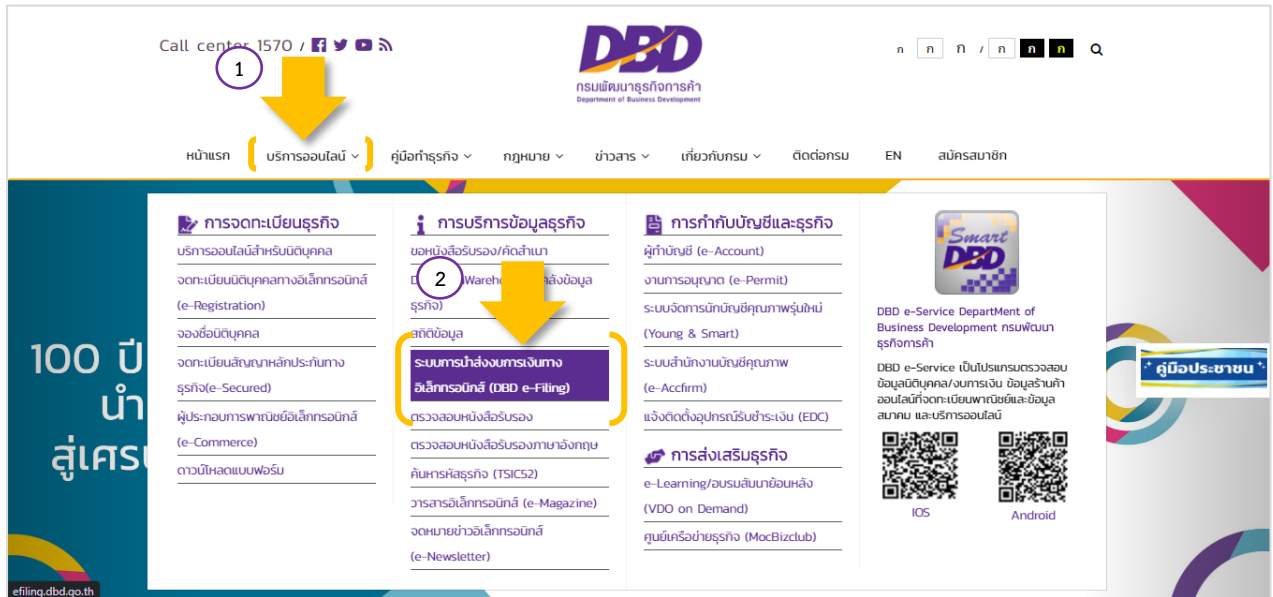 Call center 1570 /
DBD
กรมพัฒนาธุรกิจการค้า
Department of Business Development
ก ก ก / ก ก ก
1
หน้าแรก บริการออนไลน์ คู่มือทำธุรกิจ กฎหมาย ข่าวสาร เกี่ยวกับกรม ติดต่อกรม EN สมัครสมาชิก
การจดทะเบียนธุรกิจ
บริการออนไลน์สำหรับนิติบุคคล
จดทะเบียนนิติบุคคลทางอิเล็กทรอนิกส์
(e-Registration)
จองชื่อนิติบุคคล
จดทะเบียนสัญญาหลักประกันทาง
ธุรกิจ(e-Secured)
ผู้ประกอบการพาณิชย์อิเล็กทรอนิกส์
(e-Commerce)
ดาวน์โหลดแบบฟอร์ม
การบริการข้อมูลธุรกิจ
ขอหนังสือรับรอง/คัดสำเนา
2
ธุรกิจ)
สถิติข้อมูล
ระบบการนำส่งงบการเงินทาง
อิเล็กทรอนิกส์ (DBD e-Filing)
ตรวจสอบหนังสือรับรอง
ตรวจสอบหนังสือรับรองภาษาอังกฤษ
ค้นหารหัสธุรกิจ (TSIC52)
วารสารอิเล็กทรอนิกส์ (e-Magazine)
จดหมายข่าวอิเล็กทรอนิกส์
(e-Newsletter)
การกำกับบัญชีและธุรกิจ
ผู้ทำบัญชี (e-Account)
งานการอนุญาต (e-Permit)
ระบบจัดการนักบัญชีคุณภาพรุ่นใหม่
(Young & Smart)
ระบบสำนักงานบัญชีคุณภาพ
(e-Accfirm)
แจ้งติดตั้งอุปกรณ์รับชำระเงิน (EDC)
การส่งเสริมธุรกิจ
e-Learning/อบรมสัมนาย้อนหลัง
(VDO on Demand)
ศูนย์เครือข่ายธุรกิจ (MocBizclub)
Smart
DBD
DBD e-Service DepartMent of
Business Development กรมพัฒนา
ธุรกิจการค้า
DBD e-Service เป็นโปรแกรมตรวจสอบ
ข้อมูลนิติบุคคล/งบการเงิน ข้อมูลร้านค้า
ออนไลน์ที่จดทะเบียนพาณิชย์และข้อมูล
สมาคม และบริการออนไลน์
IOS Android
100 ปี
นำ
สู่เศร
คู่มือประชาชน
efiling.dbd.go.th